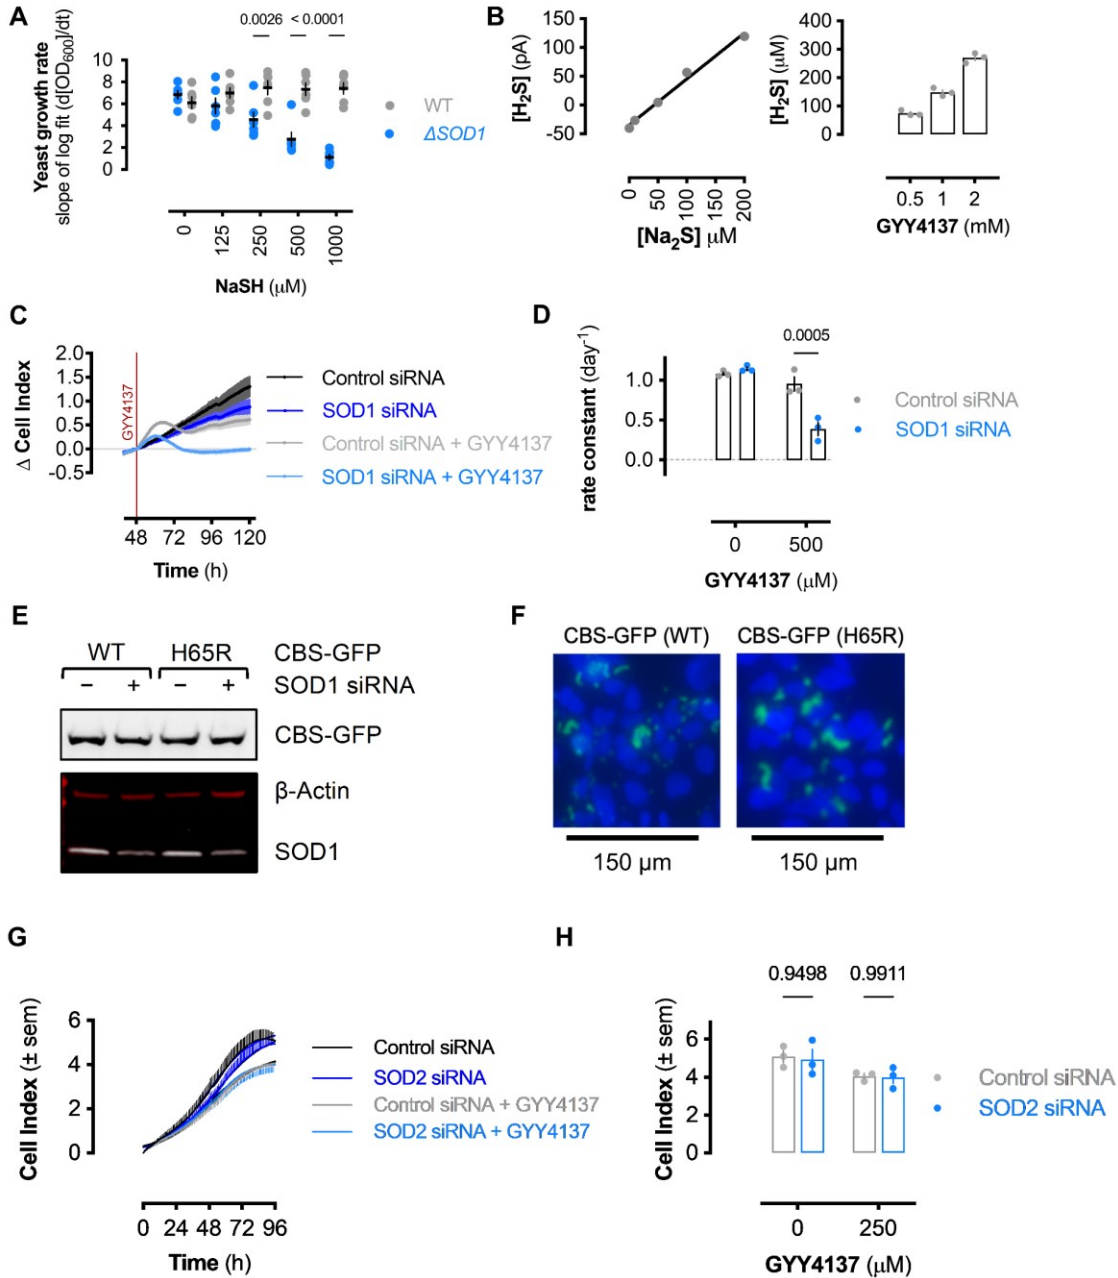 A
0.0026 < 0.0001
Yeast growth rate
slope of log fit (d[OD600]/dt)
10
8
6
4
2
0
WT
ΔSOD1
0 125 250 500 1000
NaSH (μM)
B
[H2S] (pA)
150
100
50
0
-50
0 50 100 150 200
[Na2S] μM
[H2S] (μM)
400
300
200
100
0
0.5 1 2
GYY4137 (mM)
C
Δ Cell Index
2.0
1.5
1.0
0.5
0.0
-0.5
GYY4137
Control siRNA
SOD1 siRNA
Control siRNA + GYY4137
SOD1 siRNA + GYY4137
48 72 96 120
Time (h)
D
rate constant (day-1)
0.0005
1.0
0.5
0.0
Control siRNA
SOD1 siRNA
0 500
GYY4137 (μM)
E
WT H65R CBS-GFP
− + − + SOD1 siRNA
CBS-GFP
β-Actin
SOD1
F
CBS-GFP (WT) CBS-GFP (H65R)
150 μm 150 μm
G
Cell Index (± sem)
6
4
2
0
Control siRNA
SOD2 siRNA
Control siRNA + GYY4137
SOD2 siRNA + GYY4137
0 24 48 72 96
Time (h)
H
0.9498 0.9911
Cell Index (± sem)
6
4
2
0
Control siRNA
SOD2 siRNA
0 250
GYY4137 (μM)